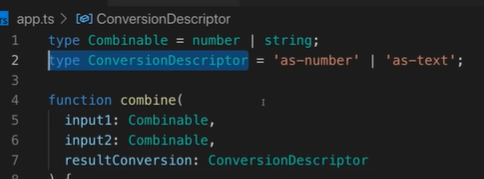 TS app.ts > ConversionDescriptor
1 type Combinable = number | string;
2 type ConversionDescriptor = 'as-number' | 'as-text';
3
4 function combine(
5   input1: Combinable,
6   input2: Combinable,
7   resultConversion: ConversionDescriptor
8 ) {